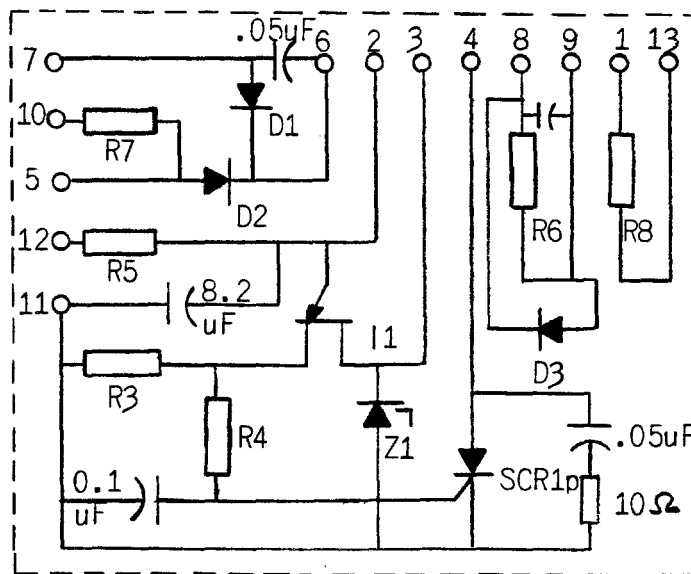 .05uF
7 6 2 3 4 8 9 1 13
10 D1
R7
5
D2 R6 R8
12
R5
8.2
11
uF
I1
D3
R3
R4 Z1 .05uF
0.1 SCR1p
uF 10Ω